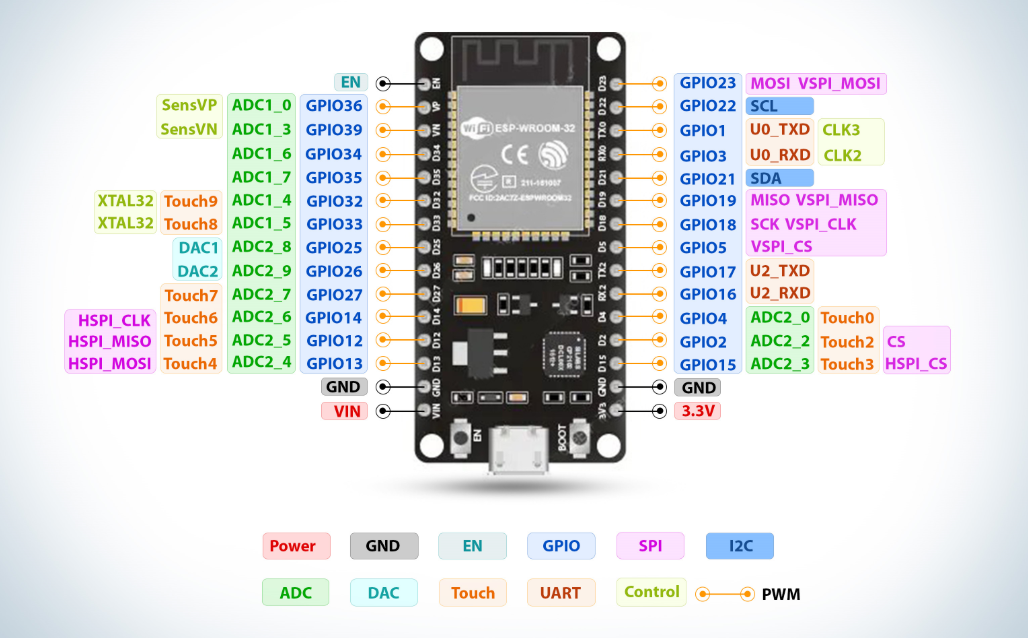 EN EN D23 GPIO23 MOSI VSPI_MOSI
SensVP ADC1_0 GPIO36 VP D22 GPIO22 SCL
SensVN ADC1_3 GPIO39 VN TX0 GPIO1 U0_TXD CLK3
ADC1_6 GPIO34 D34 RX0 GPIO3 U0_RXD CLK2
ADC1_7 GPIO35 D35 D21 GPIO21 SDA
XTAL32 Touch9 ADC1_4 GPIO32 D32 D19 GPIO19 MISO VSPI_MISO
XTAL32 Touch8 ADC1_5 GPIO33 D33 D18 GPIO18 SCK VSPI_CLK
DAC1 ADC2_8 GPIO25 D25 D5 GPIO5 VSPI_CS
DAC2 ADC2_9 GPIO26 D26 TX2 GPIO17 U2_TXD
Touch7 ADC2_7 GPIO27 D27 RX2 GPIO16 U2_RXD
HSPI_CLK Touch6 ADC2_6 GPIO14 D14 D4 GPIO4 ADC2_0 Touch0
HSPI_MISO Touch5 ADC2_5 GPIO12 D12 D2 GPIO2 ADC2_2 Touch2 CS
HSPI_MOSI Touch4 ADC2_4 GPIO13 D13 D15 GPIO15 ADC2_3 Touch3 HSPI_CS
GND GND GND GND
VIN VIN 3V3 3.3V
WiFi ESP-WROOM-32
CE
R 211-161007
FCC ID:2AC7Z-ESPWROOM32
EN BOOT
Power GND EN GPIO SPI I2C
ADC DAC Touch UART Control PWM